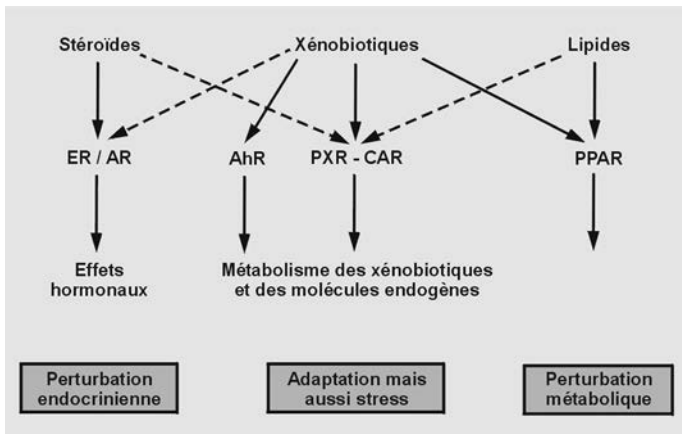 Stéroïdes Xénobiotiques Lipides
ER / AR AhR PXR - CAR PPAR
Effets
hormonaux
Métabolisme des xénobiotiques
et des molécules endogènes
Perturbation
endocrinienne
Adaptation mais
aussi stress
Perturbation
métabolique